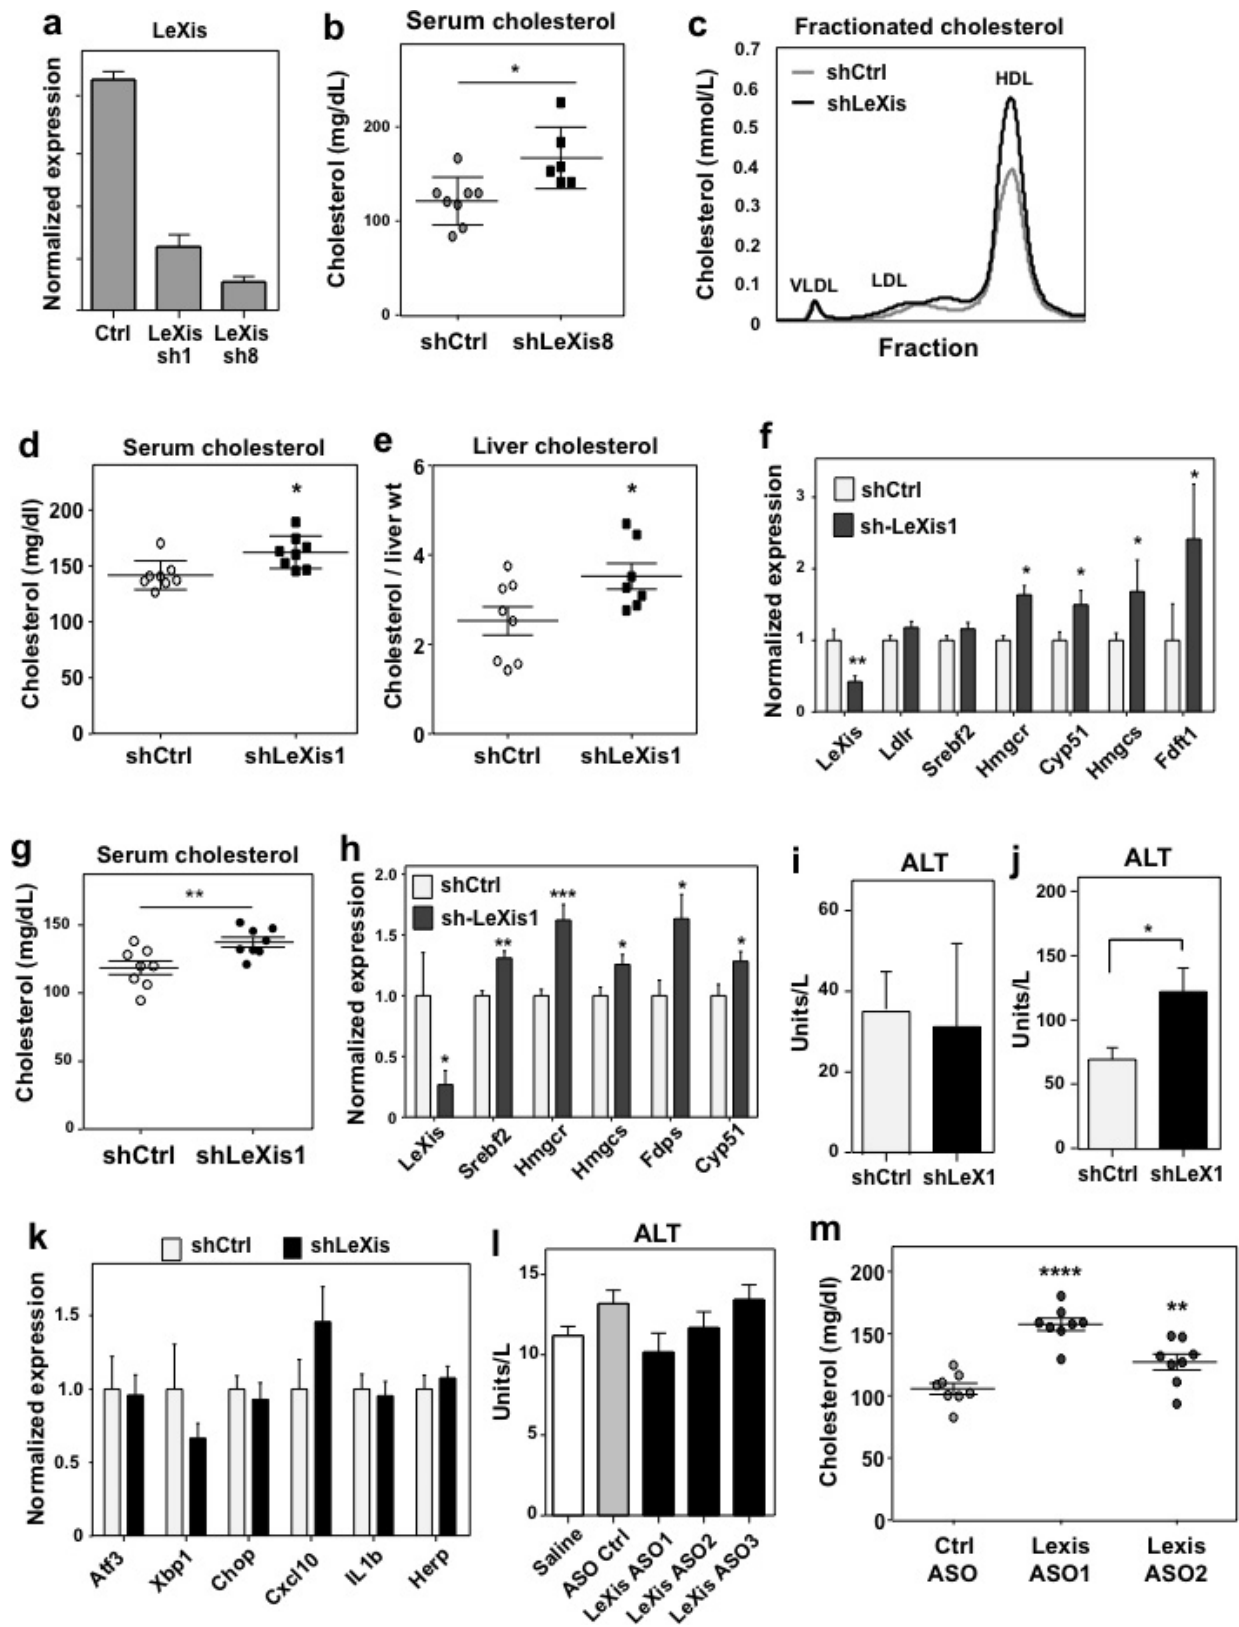 a
LeXis
Normalized expression
Ctrl
LeXis sh1
LeXis sh8
b
Serum cholesterol
Cholesterol (mg/dL)
*
200
100
0
shCtrl
shLeXis8
c
Fractionated cholesterol
Cholesterol (mmol/L)
0.7
0.6
0.5
0.4
0.3
0.2
0.1
0
shCtrl
shLeXis
HDL
VLDL
LDL
Fraction
d
Serum cholesterol
Cholesterol (mg/dl)
200
150
100
50
0
*
shCtrl
shLeXis1
e
Liver cholesterol
Cholesterol / liver wt
6
4
2
0
*
shCtrl
shLeXis1
f
Normalized expression
3
2
1
0
shCtrl
sh-LeXis1
** * * * *
LeXis
Ldlr
Srebf2
Hmgcr
Cyp51
Hmgcs
Fdft1
g
Serum cholesterol
Cholesterol (mg/dL)
150
100
50
0
**
shCtrl
shLeXis1
h
Normalized expression
2.0
1.5
1.0
0.5
0
shCtrl
sh-LeXis1
* ** *** * * *
LeXis
Srebf2
Hmgcr
Hmgcs
Fdps
Cyp51
i
ALT
Units/L
60
40
20
0
shCtrl
shLeX1
j
ALT
Units/L
200
150
100
50
0
*
shCtrl
shLeX1
k
shCtrl
shLeXis
Normalized expression
1.5
1.0
0.5
0
Atf3
Xbp1
Chop
Cxcl10
IL1b
Herp
l
ALT
Units/L
15
10
5
0
Saline
ASO Ctrl
LeXis ASO1
LeXis ASO2
LeXis ASO3
m
Cholesterol (mg/dl)
200
150
100
50
0
****
**
Ctrl ASO
Lexis ASO1
Lexis ASO2